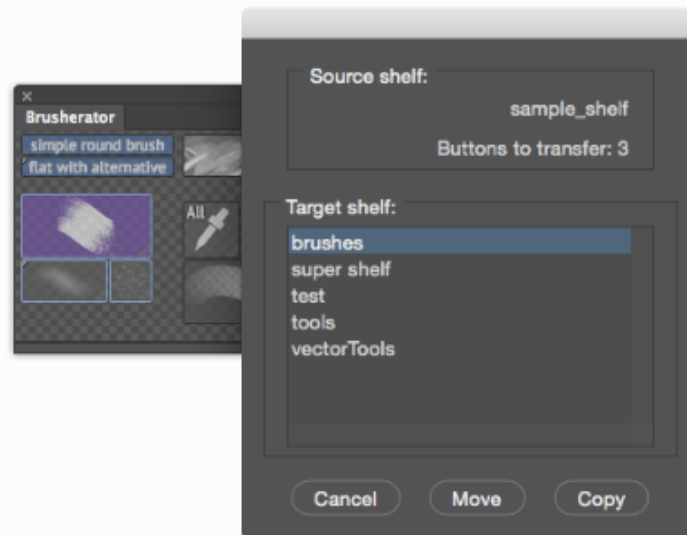 Brusherator
simple round brush
flat with alternative
All
Source shelf:
sample_shelf
Buttons to transfer: 3
Target shelf:
brushes
super shelf
test
tools
vectorTools
Cancel
Move
Copy